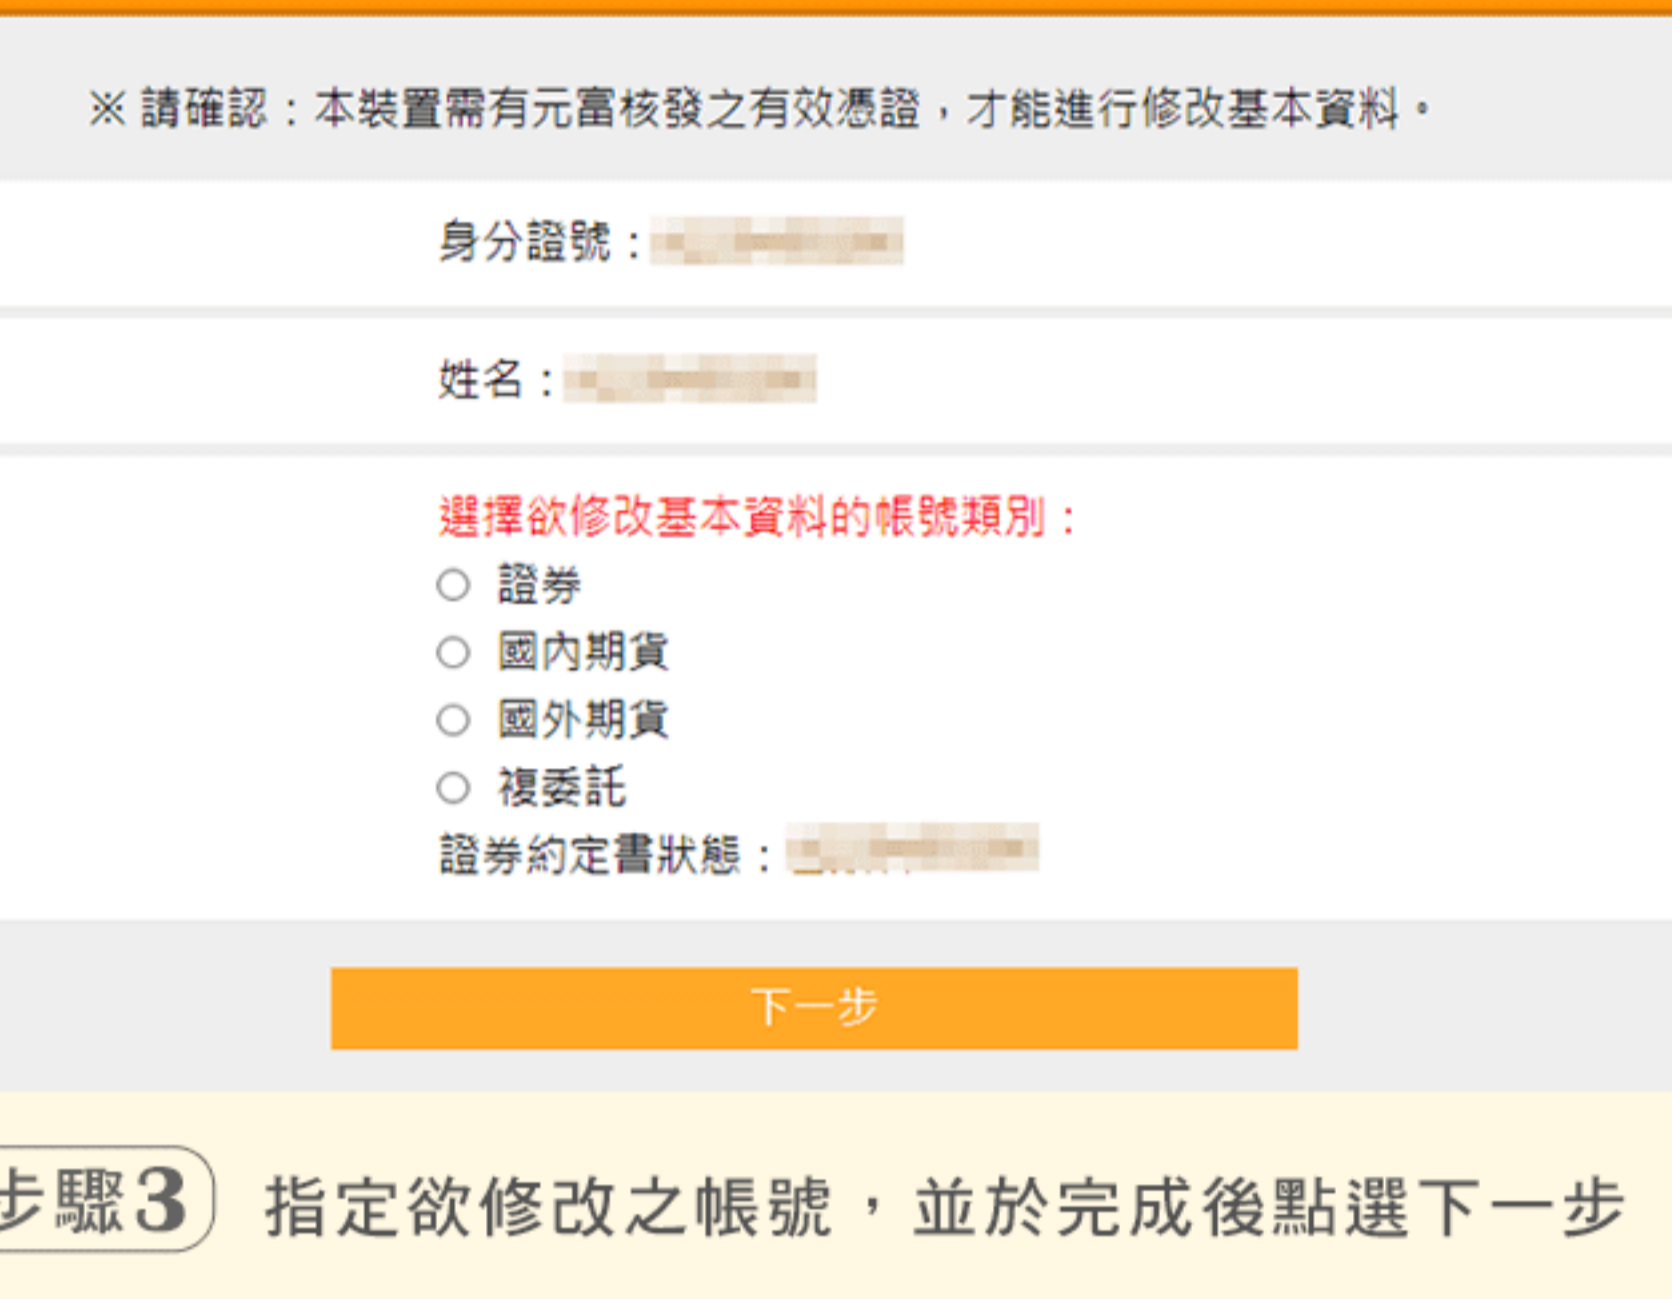 ※ 請確認：本裝置需有元富核發之有效憑證，才能進行修改基本資料。
身分證號：
姓名：
選擇欲修改基本資料的帳號類別：
○ 證券
○ 國內期貨
○ 國外期貨
○ 複委託
證券約定書狀態：
下一步
步驟3 指定欲修改之帳號，並於完成後點選下一步